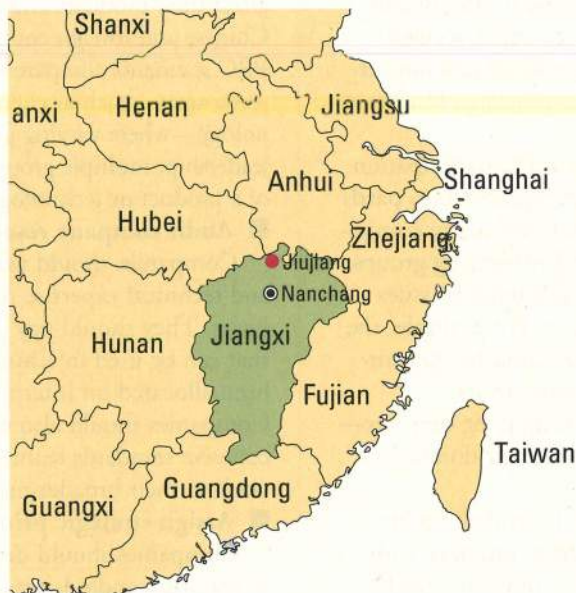 Shanxi
Henan
Jiangsu
anxi
Anhui
Shanghai
Hubei
Zhejiang
Jiujiang
Nanchang
Hunan
Jiangxi
Fujian
Taiwan
Guangdong
Guangxi